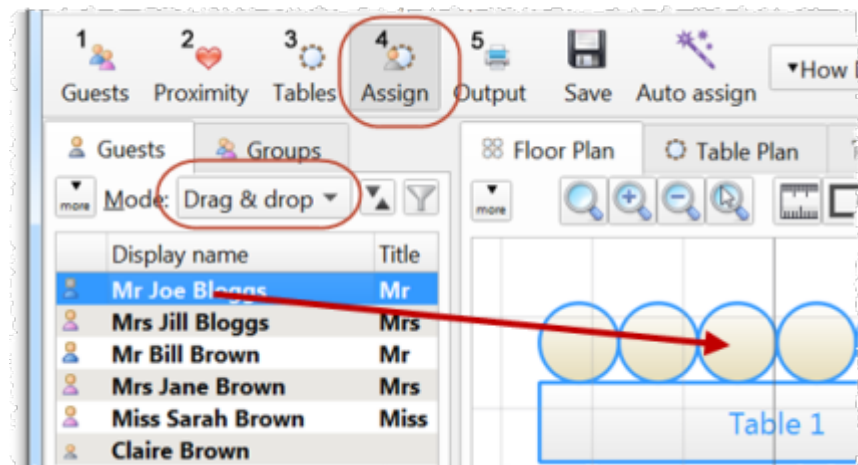 1 2 3 4 5
Guests Proximity Tables Assign Output Save Auto assign ▾How
Guests Groups Floor Plan Table Plan
more Mode: Drag & drop more
Display name Title
Mr Joe Bloggs Mr
Mrs Jill Bloggs Mrs
Mr Bill Brown Mr
Mrs Jane Brown Mrs
Miss Sarah Brown Miss
Table 1
Claire Brown